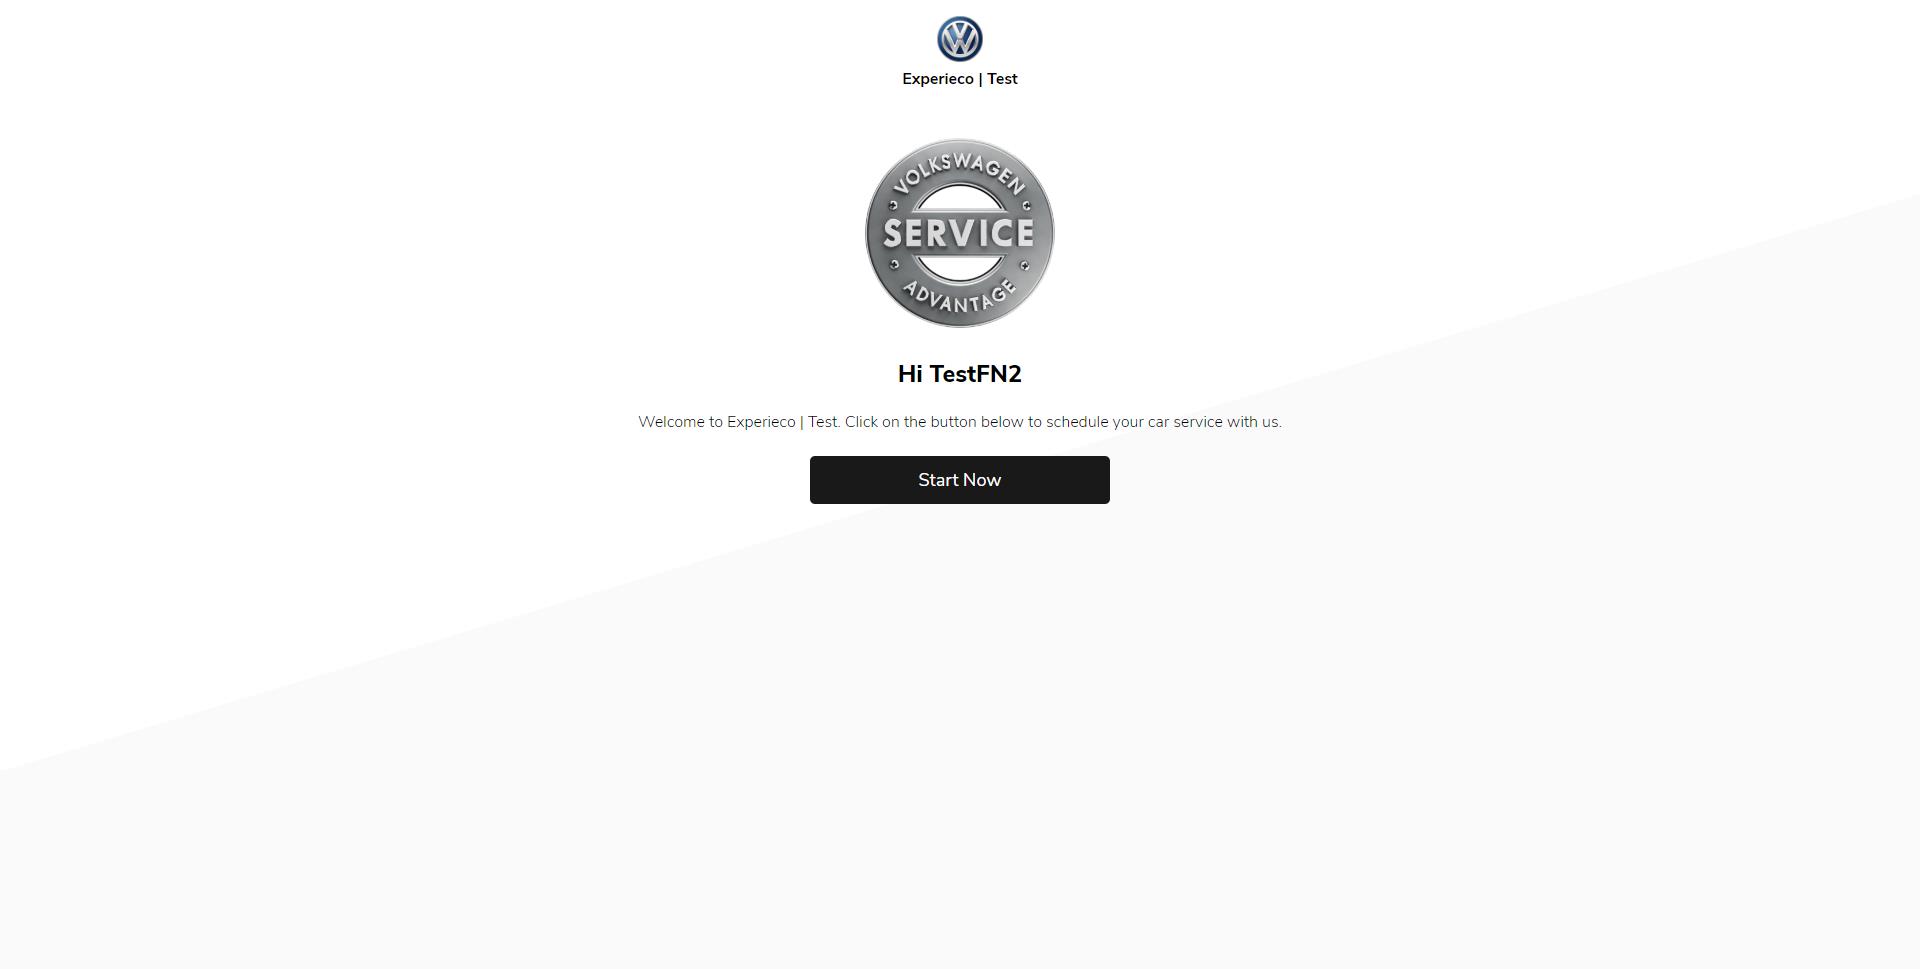 Experieco | Test
VOLKSWAGEN
SERVICE
ADVANTAGE
Hi TestFN2
Welcome to Experieco | Test. Click on the button below to schedule your car service with us.
Start Now